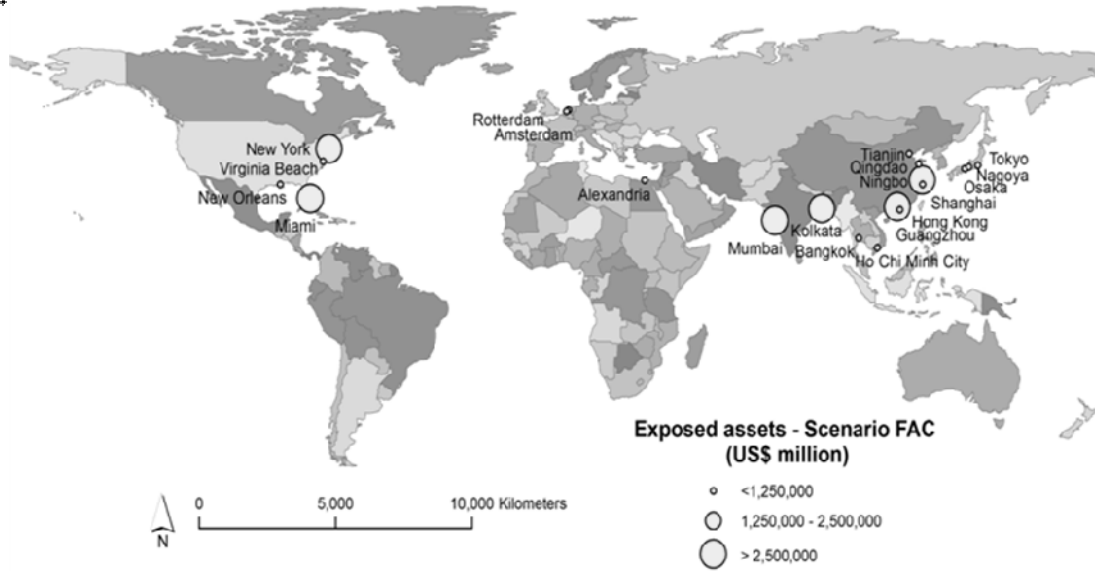 Rotterdam
Amsterdam
New York
Virginia Beach
New Orleans
Miami
Alexandria
Tianjin
Qingdao
Ningbo
Tokyo
Nagoya
Osaka
Shanghai
Hong Kong
Guangzhou
Kolkata
Mumbai
Bangkok
Ho Chi Minh City
Exposed assets - Scenario FAC
(US$ million)
<1,250,000
1,250,000 - 2,500,000
> 2,500,000
0 5,000 10,000 Kilometers
N